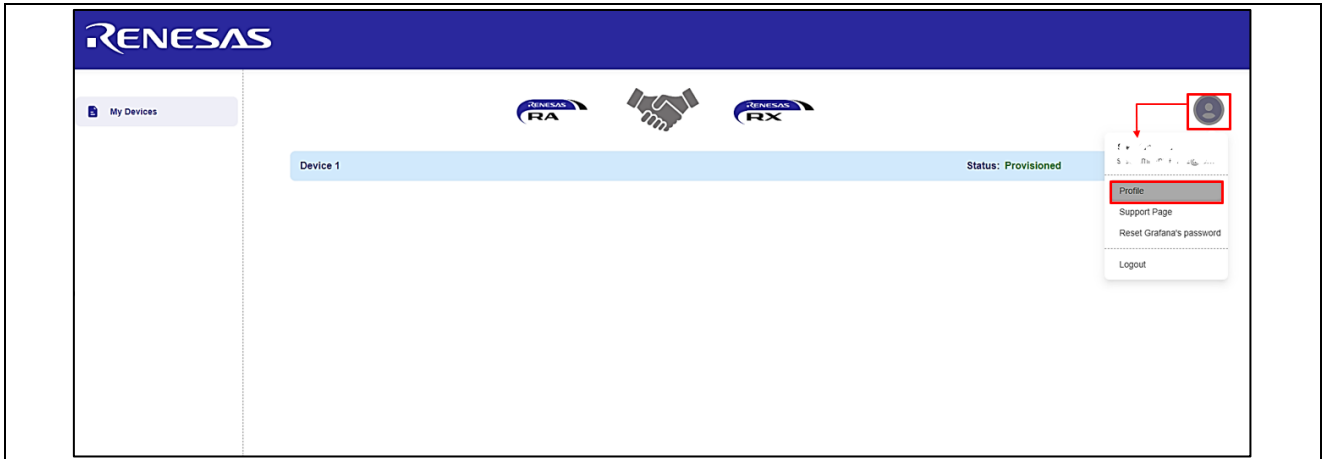 RENESAS
My Devices
RENESAS
RA
RENESAS
RX
Device 1
Status: Provisioned
Profile
Support Page
Reset Grafana's password
Logout